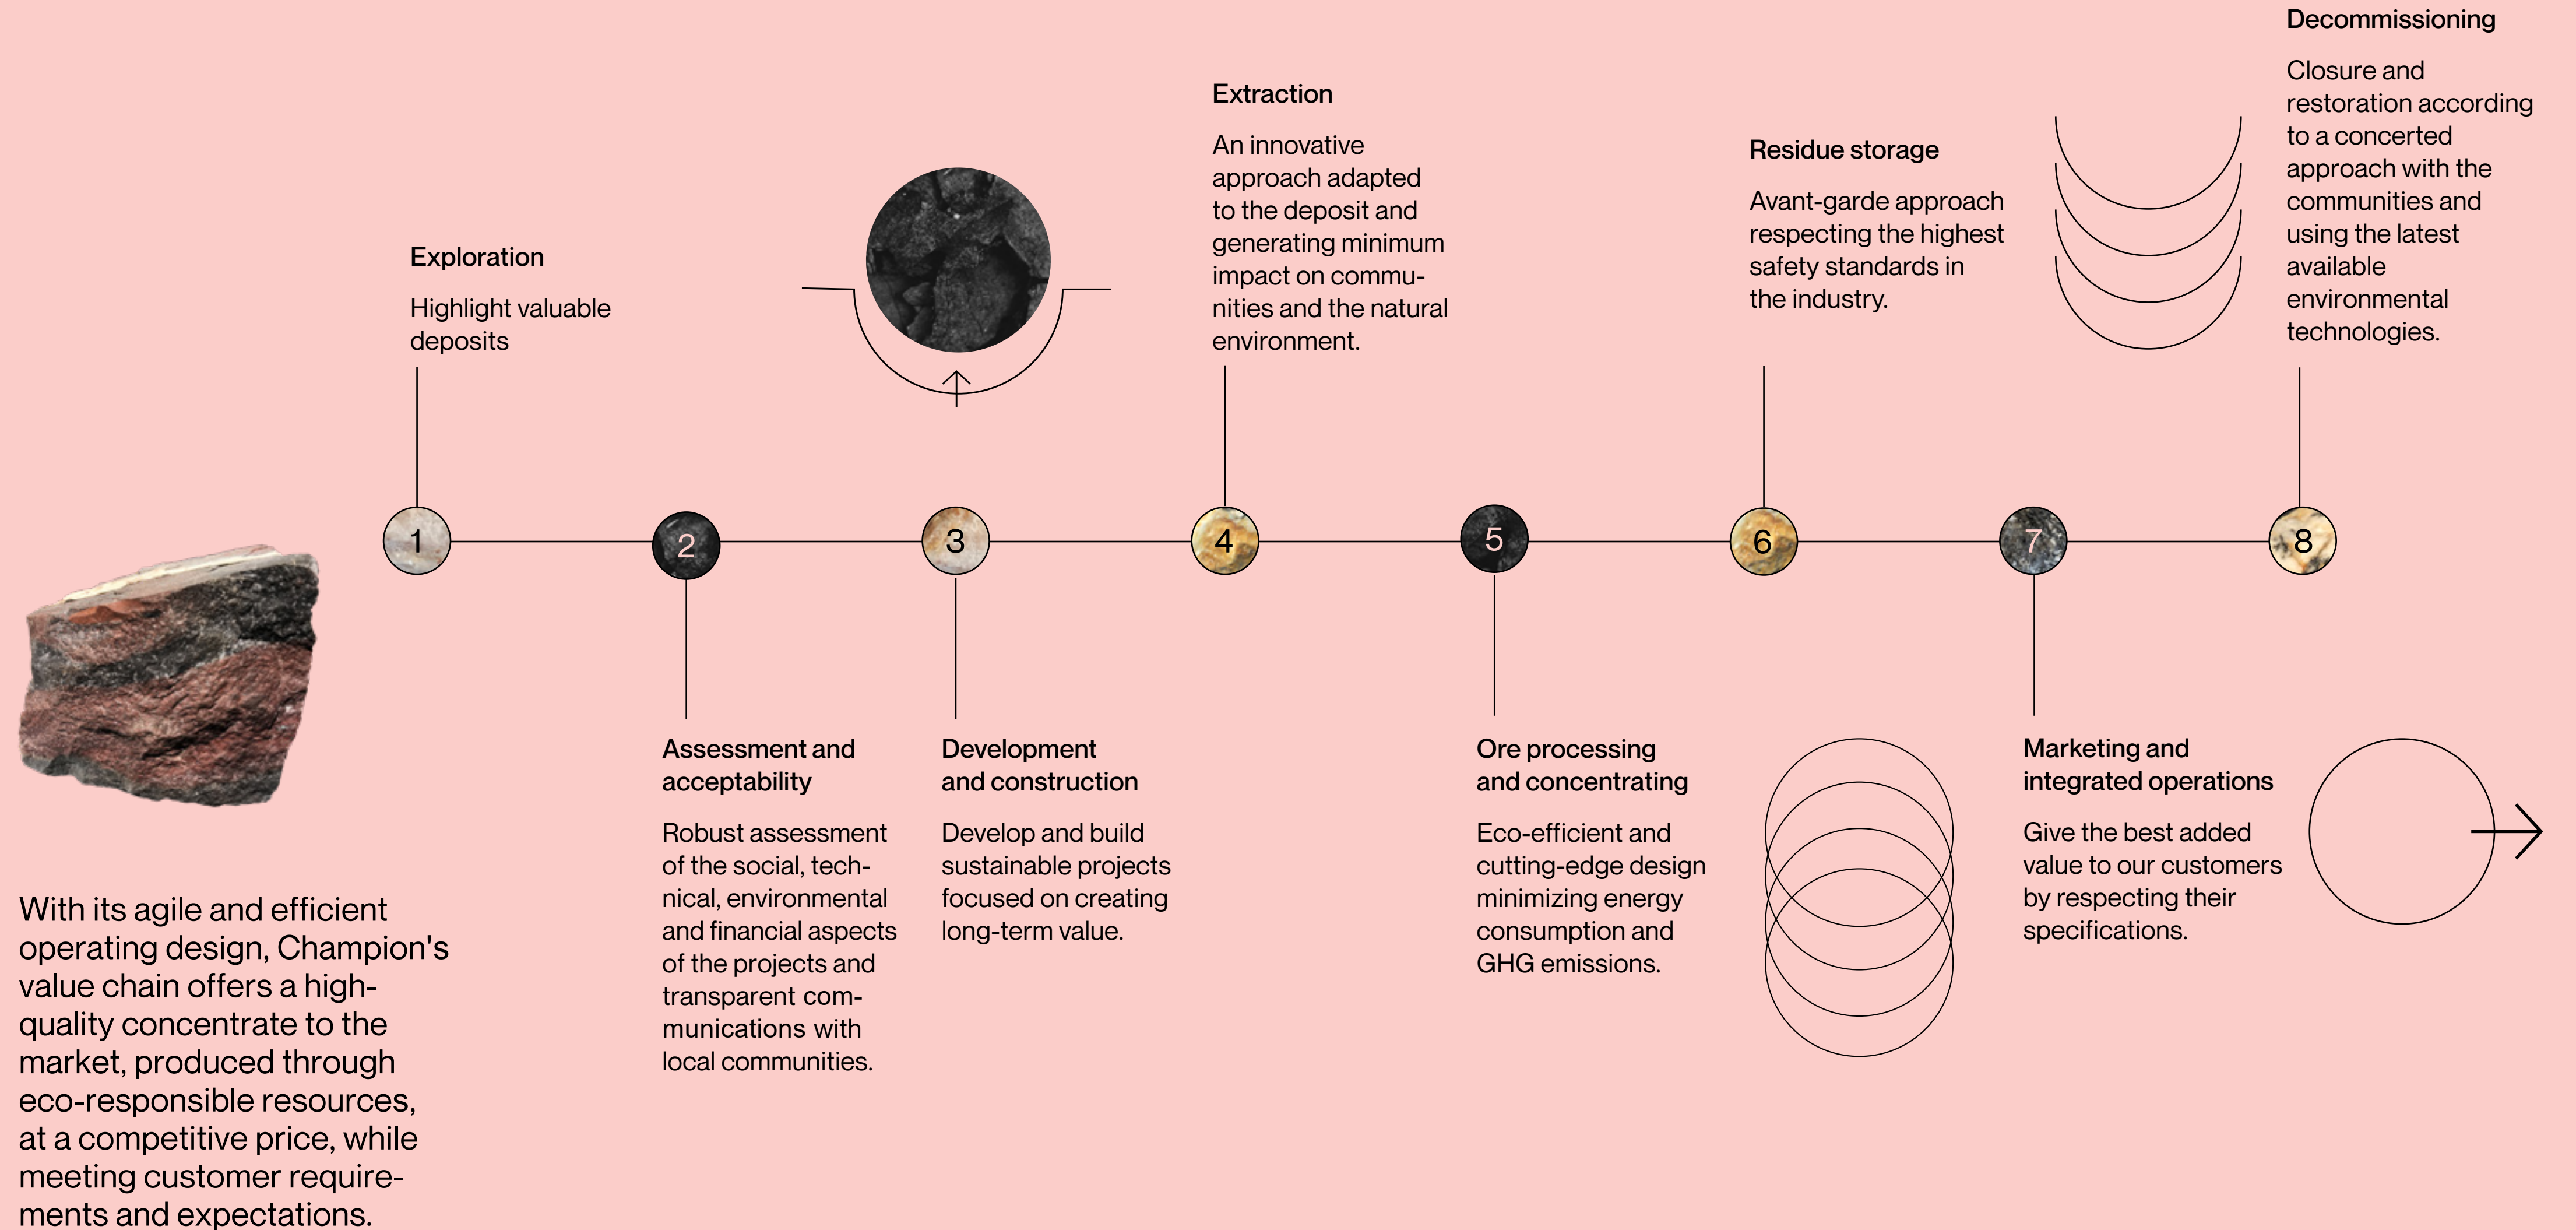 Exploration
Highlight valuable
deposits
1
2
Assessment and
acceptability
Robust assessment
of the social, tech-
nical, environmental
and financial aspects
of the projects and
transparent com-
munications with
local communities.
3
Development
and construction
Develop and build
sustainable projects
focused on creating
long-term value.
Extraction
An innovative
approach adapted
to the deposit and
generating minimum
impact on commu-
nities and the natural
environment.
4
5
Ore processing
and concentrating
Eco-efficient and
cutting-edge design
minimizing energy
consumption and
GHG emissions.
Residue storage
Avant-garde approach
respecting the highest
safety standards in
the industry.
6
7
Marketing and
integrated operations
Give the best added
value to our customers
by respecting their
specifications.
Decommissioning
Closure and
restoration according
to a concerted
approach with the
communities and
using the latest
available
environmental
technologies.
8
With its agile and efficient
operating design, Champion's
value chain offers a high-
quality concentrate to the
market, produced through
eco-responsible resources,
at a competitive price, while
meeting customer require-
ments and expectations.